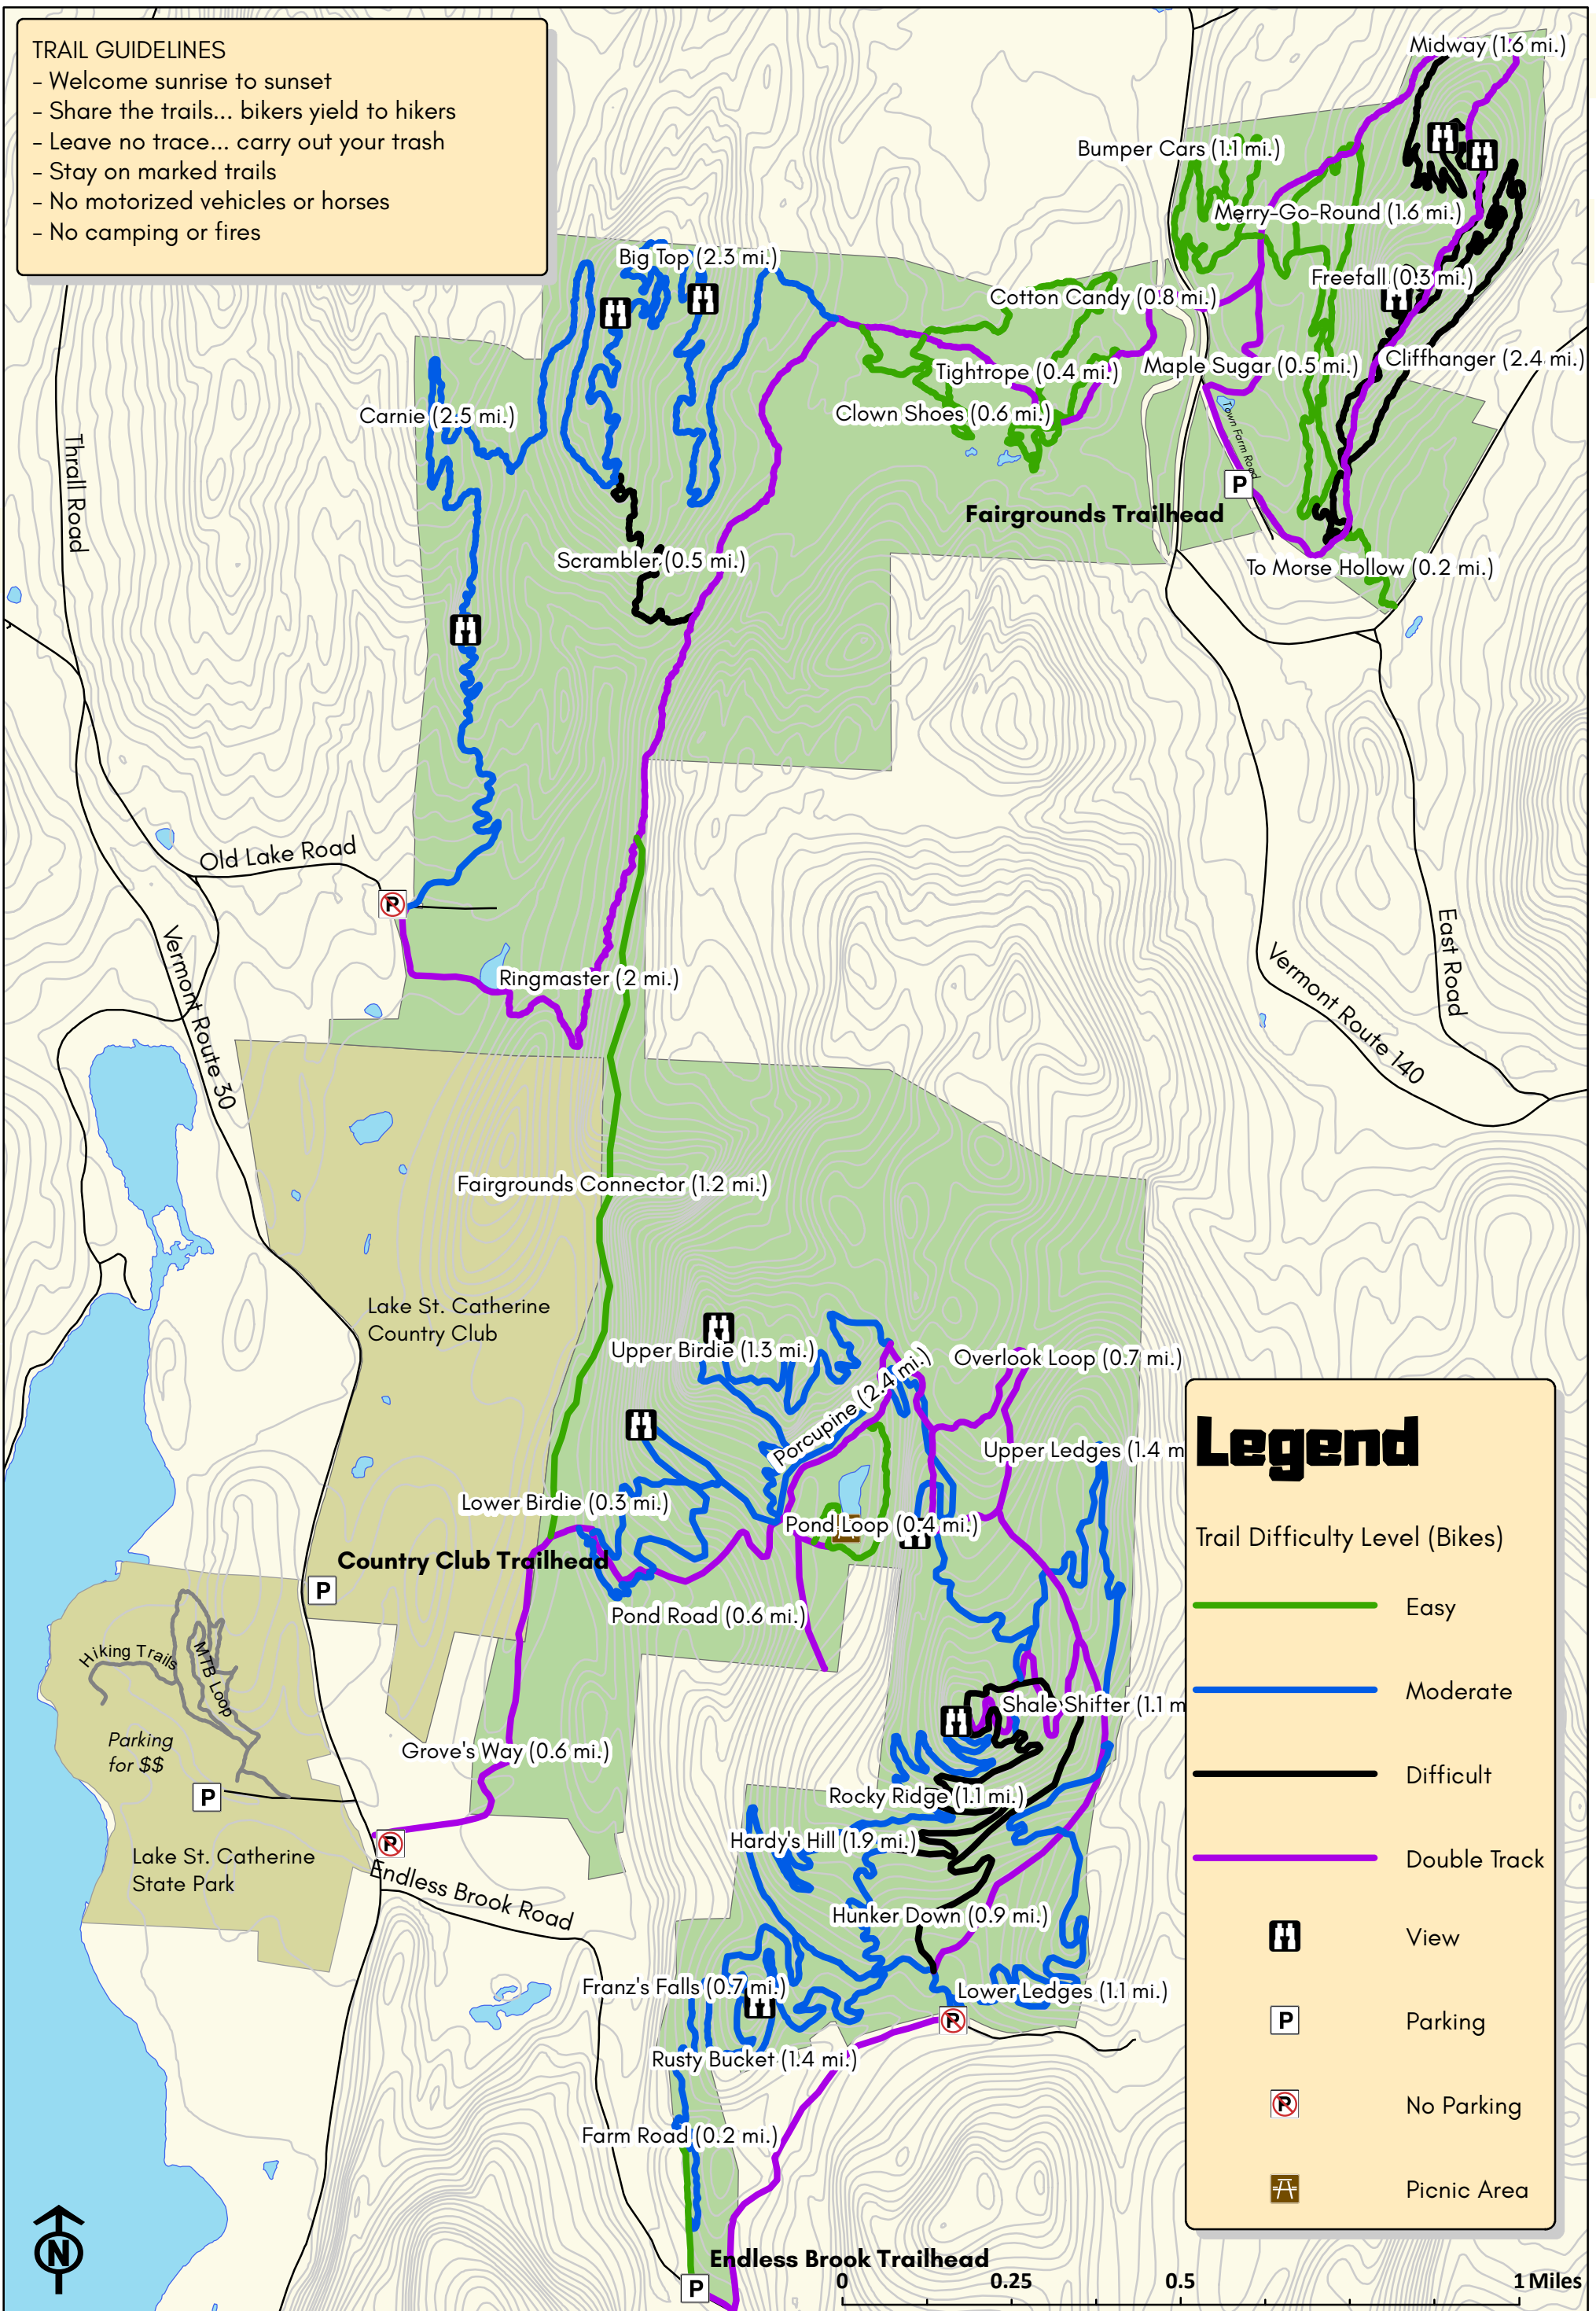 TRAIL GUIDELINES
- Welcome sunrise to sunset
- Share the trails... bikers yield to hikers
- Leave no trace... carry out your trash
- Stay on marked trails
- No motorized vehicles or horses
- No camping or fires
Midway (1.6 mi.)
Bumper Cars (1.1 mi.)
Merry-Go-Round (1.6 mi.)
Big Top (2.3 mi.)
Freefall (0.3 mi.)
Cotton Candy (0.8 mi.)
Cliffhanger (2.4 mi.)
Maple Sugar (0.5 mi.)
Tightrope (0.4 mi.)
Carnie (2.5 mi.)
Clown Shoes (0.6 mi.)
Town Farm Road
Thrall Road
P
Fairgrounds Trailhead
Scrambler (0.5 mi.)
To Morse Hollow (0.2 mi.)
Old Lake Road
P
Vermont Route 30
Ringmaster (2 mi.)
Vermont Route 140
East Road
Fairgrounds Connector (1.2 mi.)
Lake St. Catherine
Country Club
Upper Birdie (1.3 mi.)
Porcupine (2.4 mi.)
Overlook Loop (0.7 mi.)
Upper Ledges (1.4 m
Lower Birdie (0.3 mi.)
Pond Loop (0.4 mi.)
Country Club Trailhead
P
Pond Road (0.6 mi.)
Hiking Trails
MTB Loop
Shale Shifter (1.1 m
Parking
for $$
Grove's Way (0.6 mi.)
P
Rocky Ridge (1.1 mi.)
Hardy's Hill (1.9 mi.)
P
Lake St. Catherine
State Park
Endless Brook Road
Hunker Down (0.9 mi.)
Franz's Falls (0.7 mi.)
Lower Ledges (1.1 mi.)
P
Rusty Bucket (1.4 mi.)
Farm Road (0.2 mi.)
Endless Brook Trailhead
P
N
0 0.25 0.5 1 Miles
Legend
Trail Difficulty Level (Bikes)
Easy
Moderate
Difficult
Double Track
View
P Parking
P No Parking
Picnic Area